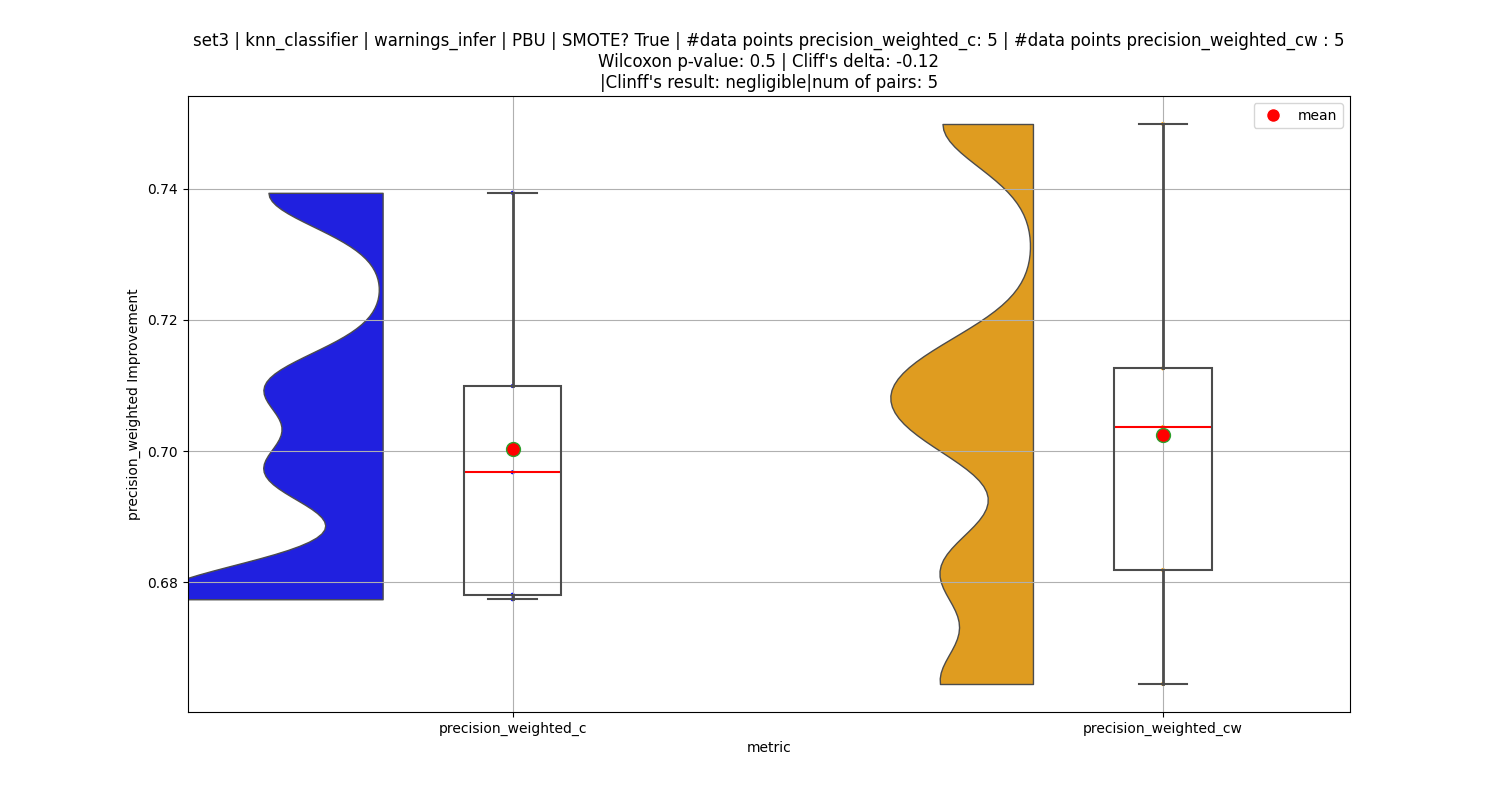 set3 | knn_classifier | warnings_infer | PBU | SMOTE? True | #data points precision_weighted_c: 5 | #data points precision_weighted_cw : 5
Wilcoxon p-value: 0.5 | Cliff's delta: -0.12
|Clinff's result: negligible|num of pairs: 5
mean
0.74
0.72
0.70
0.68
precision_weighted Improvement
precision_weighted_c
precision_weighted_cw
metric